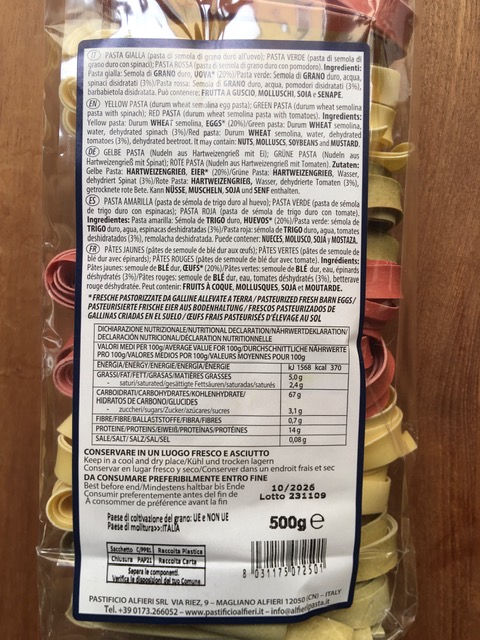 IT PASTA GIALLA (pasta di semola di grano duro all'uovo); PASTA VERDE (pasta di semola di
grano duro con spinaci); PASTA ROSSA (pasta di semola di grano duro con pomodoro). Ingredienti:
Pasta gialla: Semola di GRANO duro, UOVA* (20%)/Pasta verde: Semola di GRANO duro, acqua,
spinaci disidratati (3%)/Pasta rossa: Semola di GRANO duro, acqua, pomodori disidratati (3%),
barbabietola disidratata. Può contenere: FRUTTA A GUSCIO, MOLLUSCHI, SOIA e SENAPE.
EN YELLOW PASTA (durum wheat semolina egg pasta); GREEN PASTA (durum wheat semolina
pasta with spinach); RED PASTA (durum wheat semolina pasta with tomatoes). Ingredients:
Yellow pasta: Durum WHEAT semolina, EGGS* (20%)/Green pasta: Durum WHEAT semolina,
water, dehydrated spinach (3%)/Red pasta: Durum WHEAT semolina, water, dehydrated
tomatoes (3%), dehydrated beetroot. It may contain: NUTS, MOLLUSCS, SOYBEANS and MUSTARD.
DE GELBE PASTA (Nudeln aus Hartweizengrieß mit Ei); GRÜNE PASTA (Nudeln aus
Hartweizengrieß mit Spinat); ROTE PASTA (Nudeln aus Hartweizengrieß mit Tomaten). Zutaten:
Gelbe Pasta: HARTWEIZENGRIEß, EIER* (20%)/Grüne Pasta: HARTWEIZENGRIEß, Wasser,
dehydriert Spinat (3%)/Rote Pasta: HARTWEIZENGRIEß, Wasser, dehydrierte Tomaten (3%),
getrocknete rote Bete. Kann NÜSSE, MUSCHELN, SOJA und SENF enthalten.
ES PASTA AMARILLA (pasta de sémola de trigo duro al huevo); PASTA VERDE (pasta de sémola
de trigo duro con espinacas); PASTA ROJA (pasta de sémola de trigo duro con tomate).
Ingredientes: Pasta amarilla: Sémola de TRIGO duro, HUEVOS* (20%)/Pasta verde: sémola de
TRIGO duro, agua, espinacas deshidratadas (3%)/Pasta roja: sémola de TRIGO duro, agua, tomates
deshidratados (3%), remolacha deshidratada. Puede contener: NUECES, MOLUSCO, SOJA y MOSTAZA.
FR PÂTES JAUNES (pâtes de semoule de blé dur aux œufs); PÂTES VERTES (pâtes de semoule de
blé dur avec épinards); PÂTES ROUGES (pâtes de semoule de blé dur avec tomate). Ingrédients:
Pâtes jaunes: semoule de BLÉ dur, ŒUFS* (20%)/Pâtes vertes: semoule de BLÉ dur, eau, épinards
déshydratés (3%)/Pâtes rouges: semoule de BLÉ dur, eau, tomates déshydratés (3%), betterave
rouge déshydratée. Peut contenir: FRUITS À COQUE, MOLLUSQUES, SOJA et MOUTARDE.
*FRESCHE PASTORIZZATE DA GALLINE ALLEVATE A TERRA / PASTEURIZED FRESH BARN EGGS /
PASTEURISIERTE FRISCHE EIER AUS BODENHALTUNG / FRESCOS PASTEURIZADOS DE
GALLINAS CRIADAS EN EL SUELO / ŒUFS FRAIS PASTEURISÉS D'ÉLEVAGE AU SOL
DICHIARAZIONE NUTRIZIONALE/NUTRITIONAL DECLARATION/NÄHRWERTDEKLARATION/
DECLARACIÓN NUTRICIONAL/DÉCLARATION NUTRITIONNELLE
VALORI MEDI PER 100g/AVERAGE VALUE FOR 100g/DURCHSCHNITTLICHE NÄHRWERTE
PRO 100g/VALORES MÉDIOS POR 100g/VALEURS MOYENNES POUR 100g
ENERGIA/ENERGY/ENERGIE/ENERGÍA/ENERGIE kJ 1568 kcal 370
GRASSI/FAT/FETT/GRASAS/MATIÈRES GRASSES 5,0 g
- saturi/saturated/gesättigte Fettsäuren/saturadas/saturés 2,4 g
CARBOIDRATI/CARBOHYDRATES/KOHLENHYDRATE/ 67 g
HIDRATOS DE CARBONO/GLUCIDES
- zuccheri/sugars/Zucker/azúcares/sucres 3,1 g
FIBRE/FIBRE/BALLASTSTOFFE/FIBRA/FIBRES 0,7 g
PROTEINE/PROTEINS/EIWEIß/PROTEÍNAS/PROTÉINES 14 g
SALE/SALT/SALZ/SAL/SEL 0,08 g
CONSERVARE IN UN LUOGO FRESCO E ASCIUTTO
Keep in a cool and dry place/Kühl und trocken lagern
Conservar en lugar fresco y seco/Conserver dans un endroit frais et sec
DA CONSUMARE PREFERIBILMENTE ENTRO FINE
Best before end/Mindestens haltbar bis Ende 10/2026
Consumir preferentemente antes del fin de Lotto 231109
A consommer de préférence avant la fin
Paese di coltivazione del grano: UE e NON UE
Paese di molitura>>:ITALIA
500g e
Sacchetto C/PP81 Raccolta Plastica
Chiusura PAP21 Raccolta Carta
Separa le componenti.
Verifica le disposizioni del tuo Comune
8 031175 072501
PASTIFICIO ALFIERI SRL VIA RIEZ, 9 – MAGLIANO ALFIERI 12050 (CN) – ITALY
Tel. +39 0173.266052 – www.pastificioalfieri.it – info@alfieripasta.it